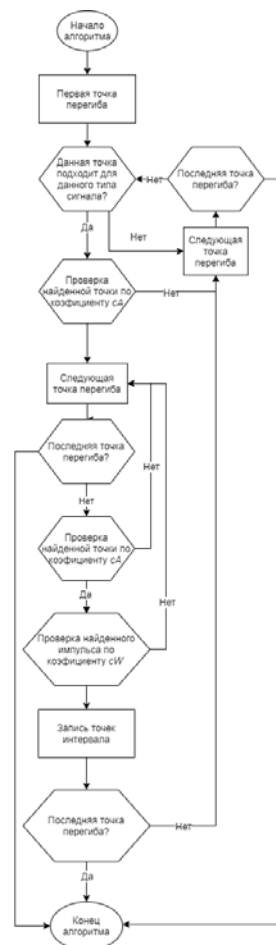 Начало
алгоритма
Первая точка
перегиба
Данная точка
подходит для
данного типа
сигнала?
Нет
Последняя точка
перегиба?
Да
Нет
Следующая
точка
перегиба
Проверка
найденной точки по
коэфициенту cA
Нет
Следующая
точка перегиба
Последняя точка
перегиба?
Нет
Нет
Проверка
найденной точки по
коэфициенту cA
Да
Нет
Проверка найденного
импульса по
коэфициенту cW
Запись точек
интервала
Последняя точка
перегиба?
Нет
Да
Конец
алгоритма